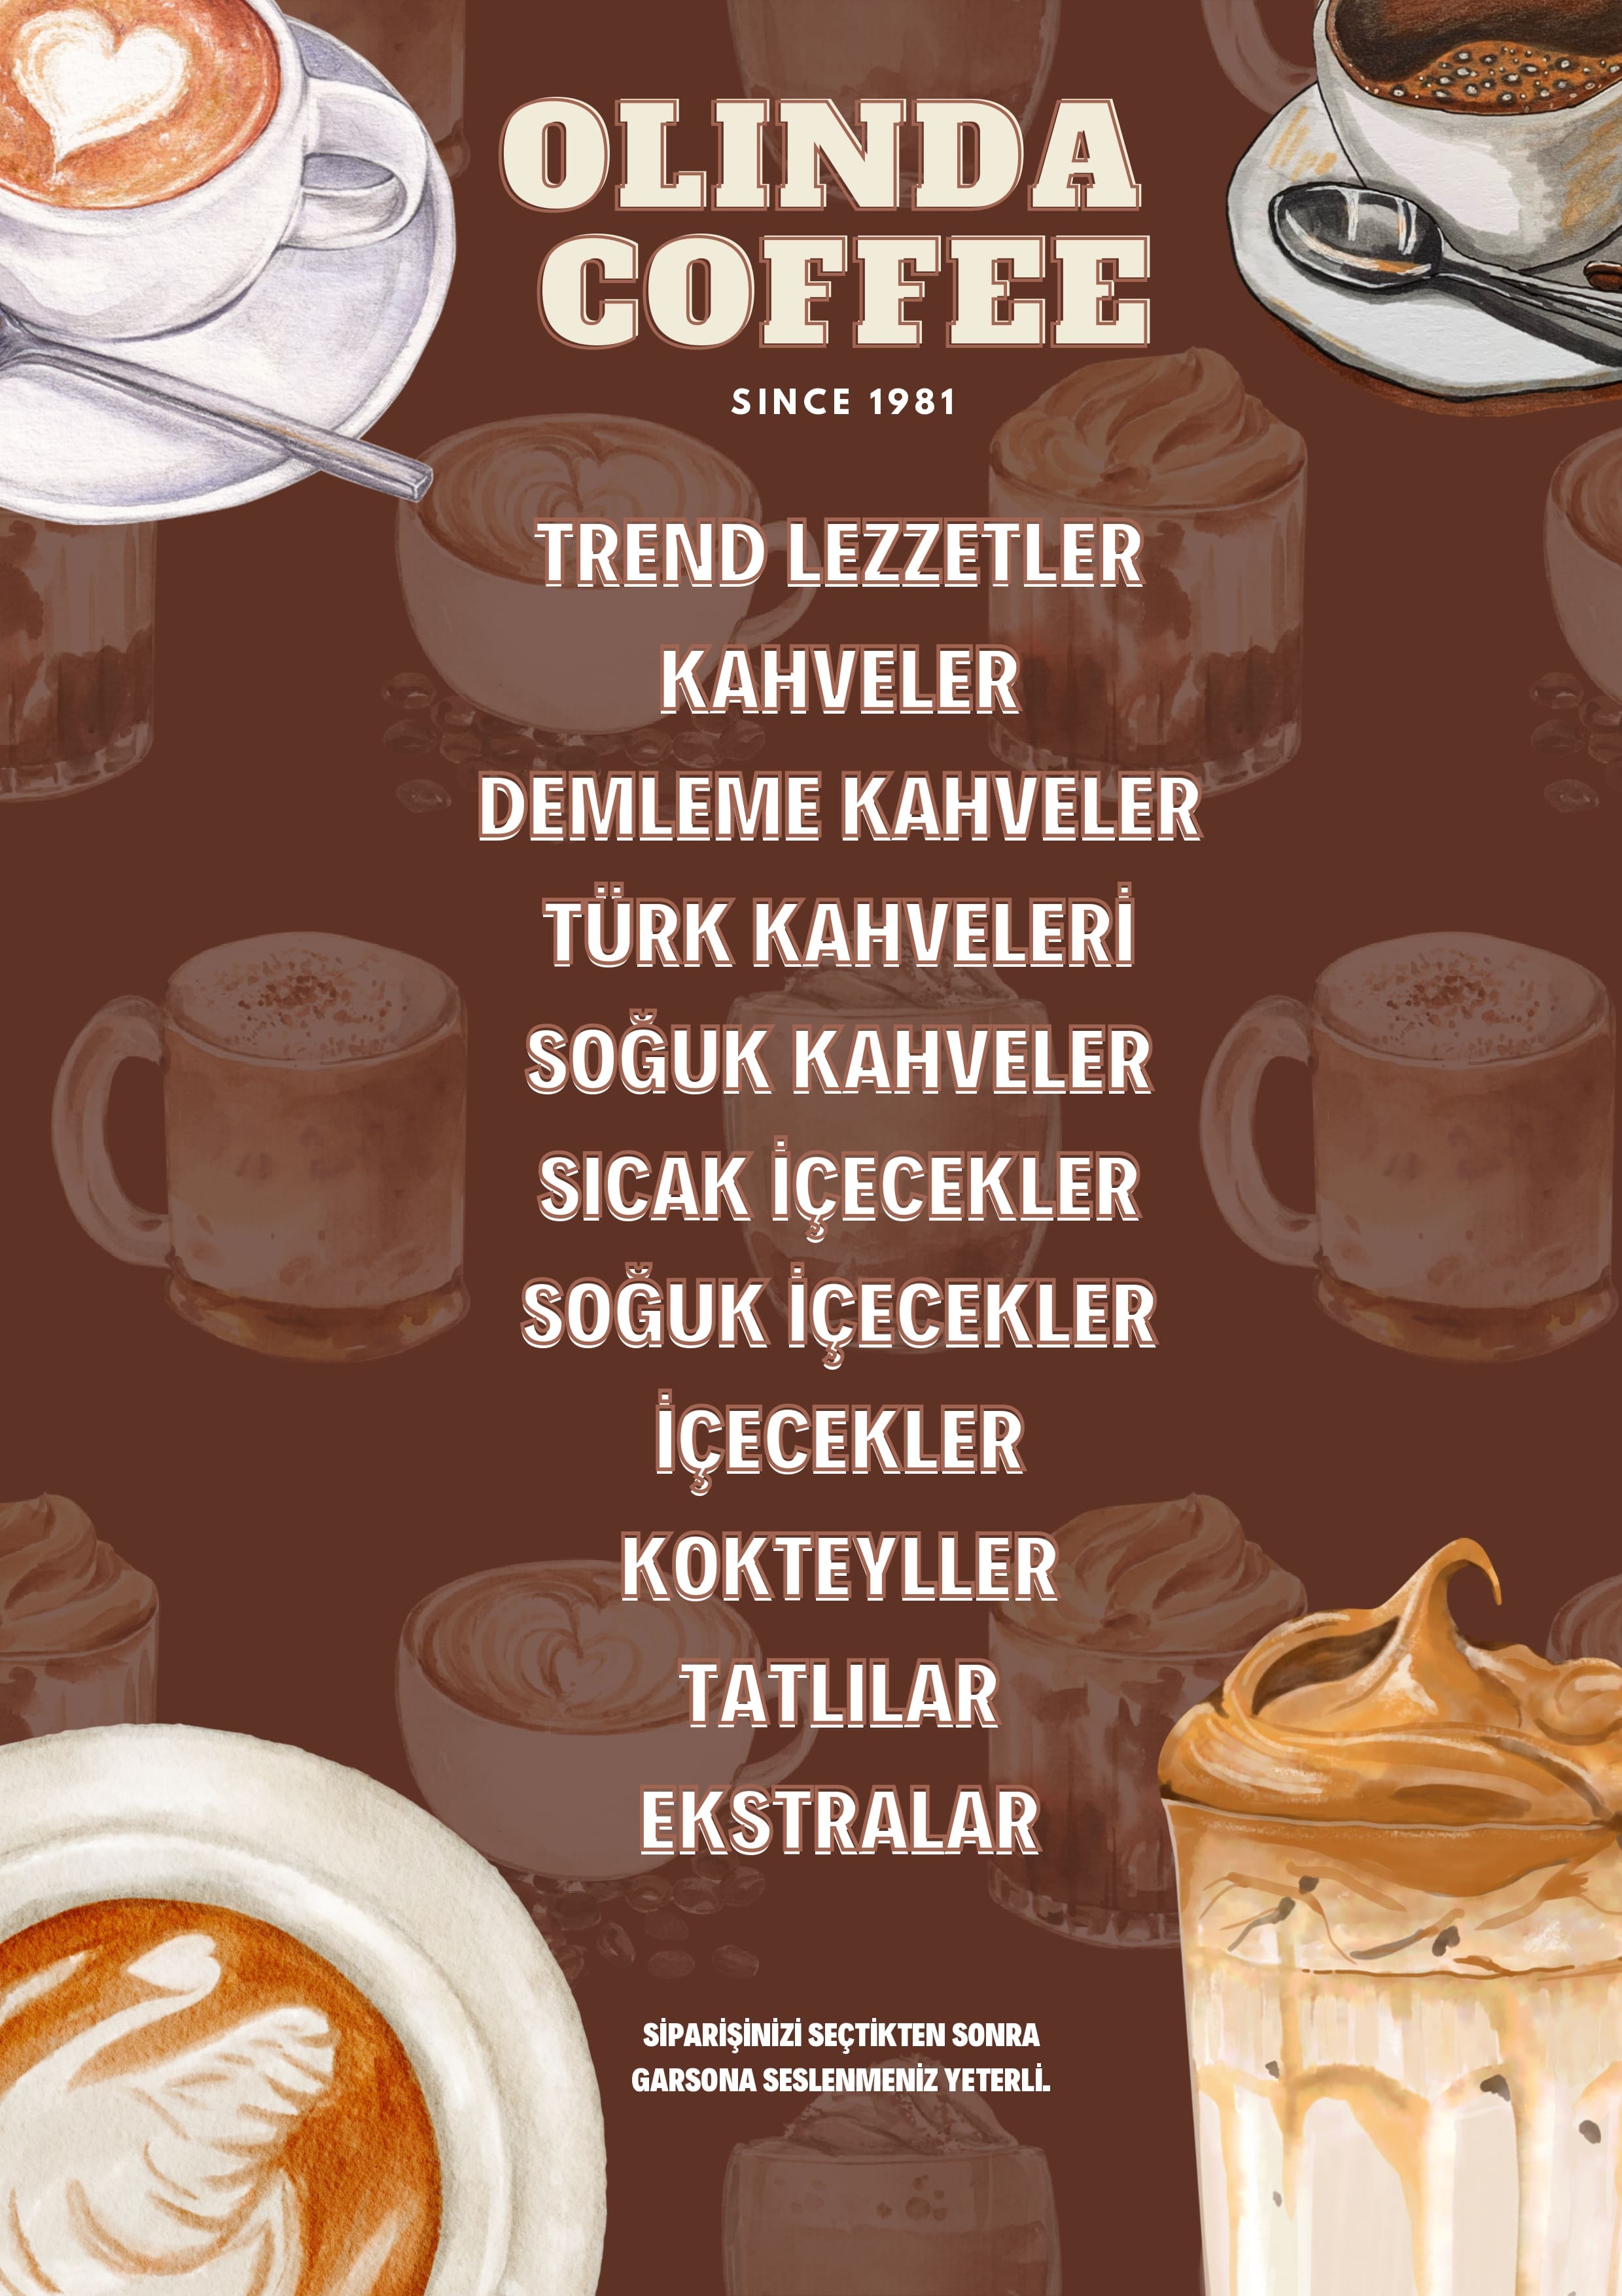 OLINDA
COFFEE
SINCE 1981
TREND LEZZETLER
KAHVELER
DEMLEME KAHVELER
TÜRK KAHVELERİ
SOĞUK KAHVELER
SICAK İÇECEKLER
SOĞUK İÇECEKLER
İÇECEKLER
KOKTEYLLER
TATLILAR
EKSTRALAR
SİPARİŞİNİZİ SEÇTİKTEN SONRA
GARSONA SESLENMENİZ YETERLİ.